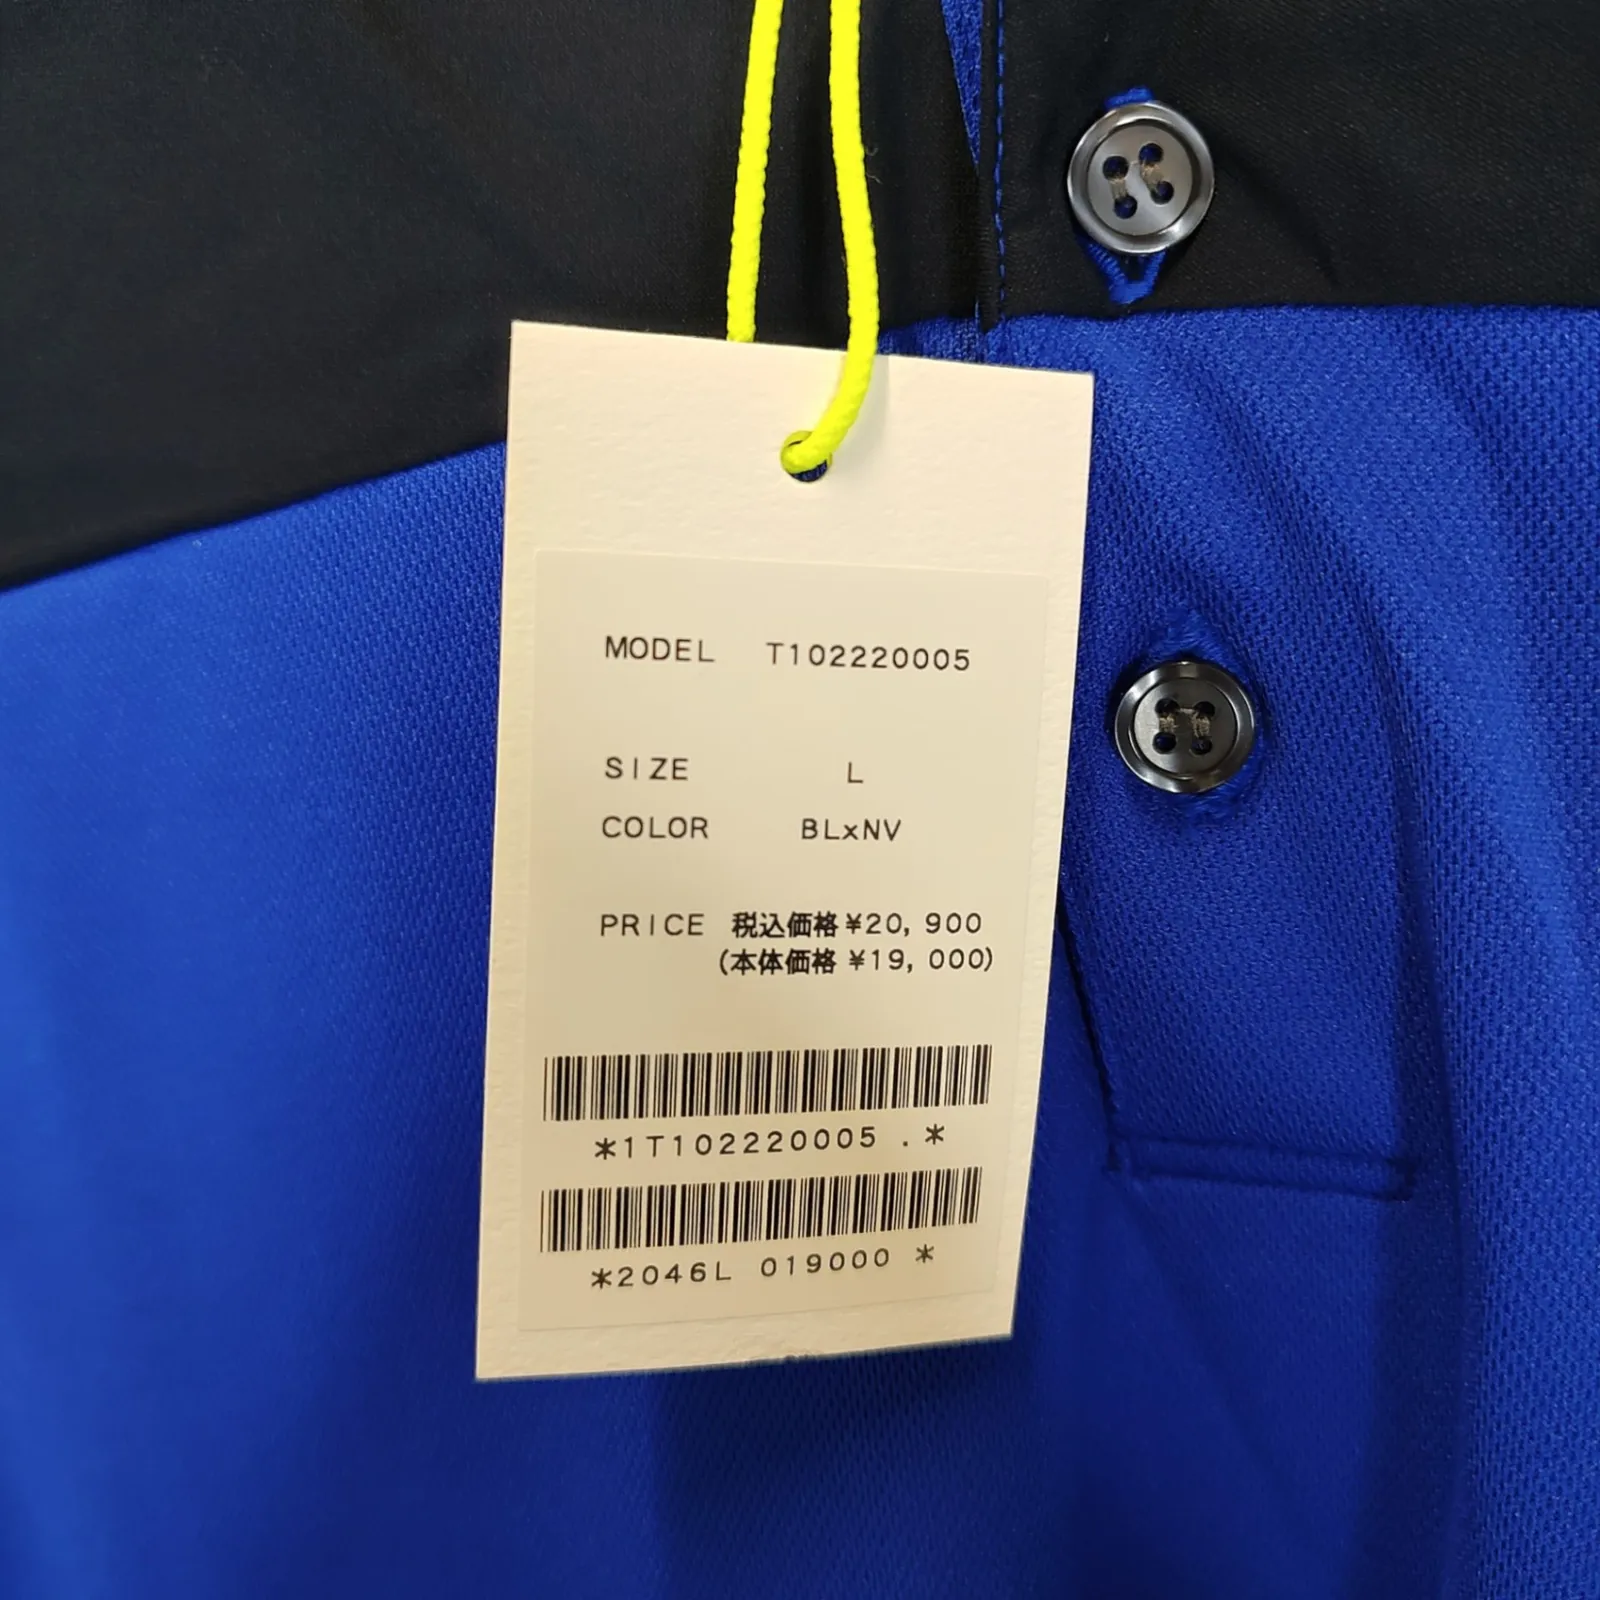 MODEL T102220005
SIZE L
COLOR BLxNV
PRICE 税込価格¥20,900
(本体価格 ¥19,000)
*1T102220005 .*
*2046L 019000 *